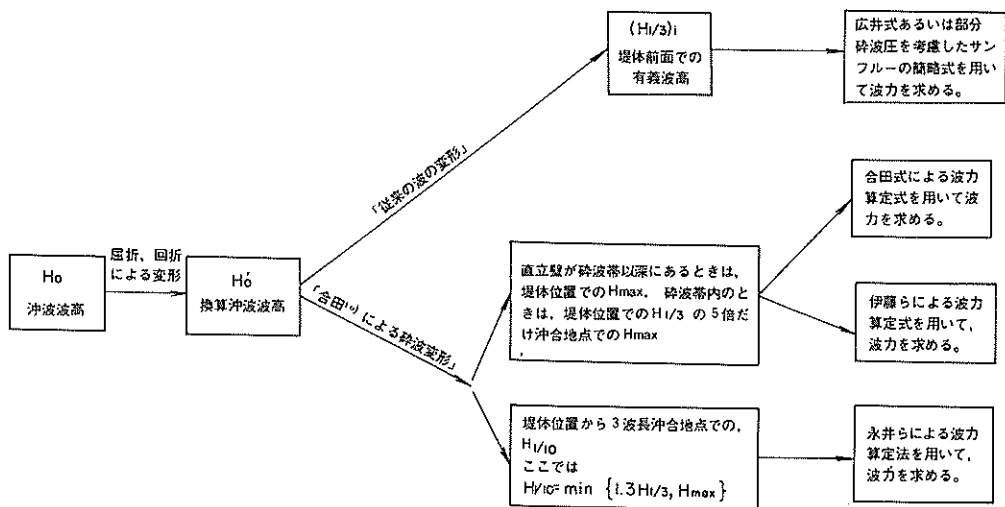 (H1/3)i
堤体前面での
有義波高
広井式あるいは部分
砕波圧を考慮したサン
フルーの簡略式を用い
て波力を求める。
「従来の波の変形」
合田式による波力
算定式を用いて波
力を求める。
屈折、回折
による変形
Ho
沖波波高
Ho'
換算沖波波高
「合田による砕波変形」
直立壁が砕波帯以深にあるときは、
堤体位置でのHmax. 砕波帯内のと
きは、堤体位置でのH1/3 の5倍だ
け沖合地点でのHmax
伊藤らによる波力
算定式を用いて、
波力を求める。
堤体位置から3波長沖合地点での,
H1/10
ここでは
H1/10=min {1.3H1/3, Hmax}
永井らによる波力
算定法を用いて、
波力を求める。